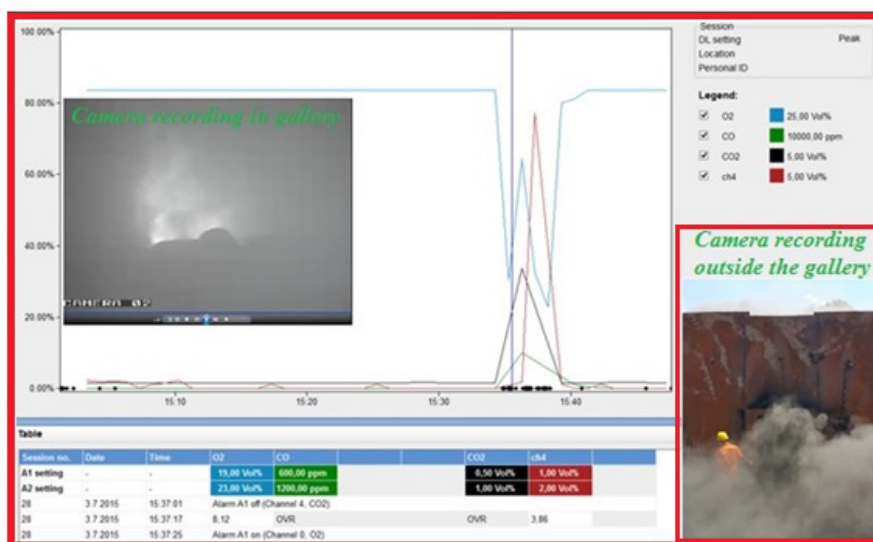 Session
DL setting Peak
Location
Personal ID
Legend:
O2 25,00 Vol%
CO 10000,00 ppm
CO2 5,00 Vol%
ch4 5,00 Vol%
100.00%
80.00%
60.00%
40.00%
20.00%
0.00%
15:10 15:20 15:30 15:40
Camera recording in gallery
CAMERA 02
Camera recording
outside the gallery
Table
Session no. Date Time O2 CO CO2 ch4
A1 setting - - 19,00 Vol% 600,00 ppm 0,50 Vol% 1,00 Vol%
A2 setting - - 23,00 Vol% 1200,00 ppm 1,00 Vol% 2,00 Vol%
28 3.7.2015 15:37:01 Alarm A1 off (Channel 4, CO2)
28 3.7.2015 15:37:17 8,12 OVR OVR 3,86
28 3.7.2015 15:37:25 Alarm A1 on (Channel 0, O2)